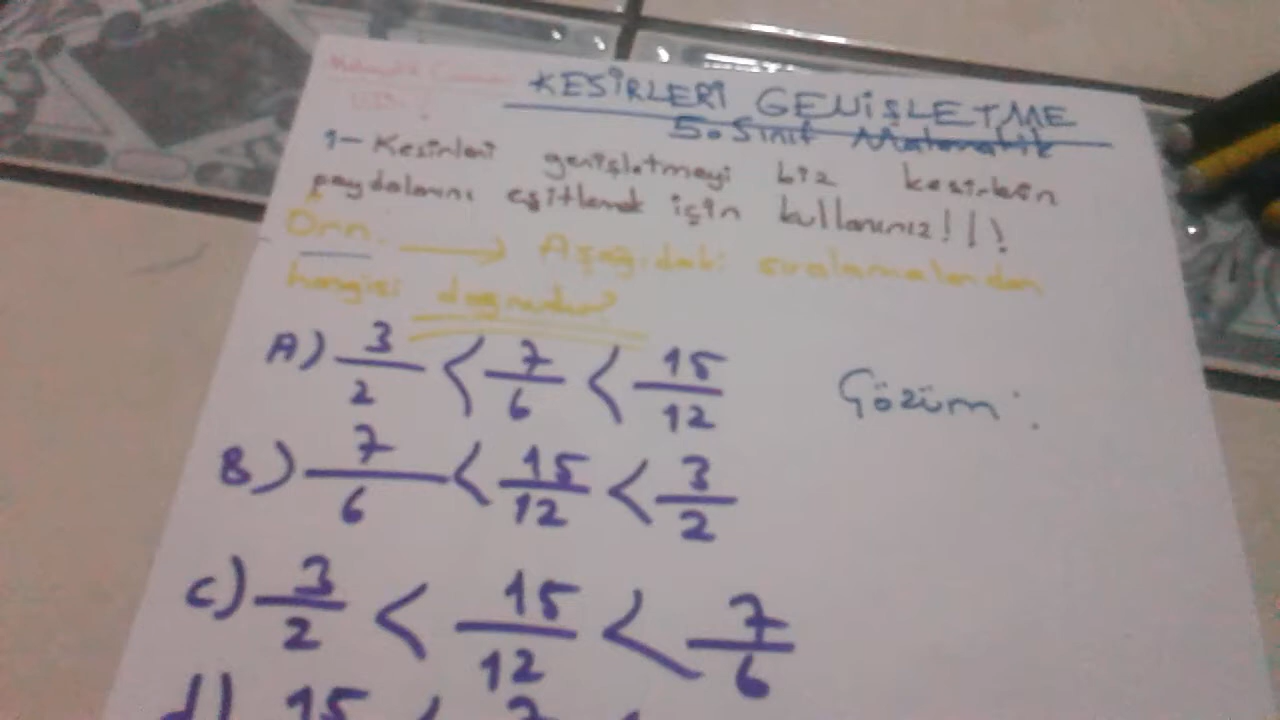 KESİRLERİ GENİŞLETME
5. Sınıf Matematik
1- Kesirleri genişletmeyi biz kesirlerin
paydalarını eşitlemek için kullanırız!!!
Örn. → Aşağıdaki sıralamalardan
hangisi doğrudur?
A) 3/2 < 7/6 < 15/12
Çözüm:
B) 7/6 < 15/12 < 3/2
C) 3/2 < 15/12 < 7/6
d) 15 < 7 <